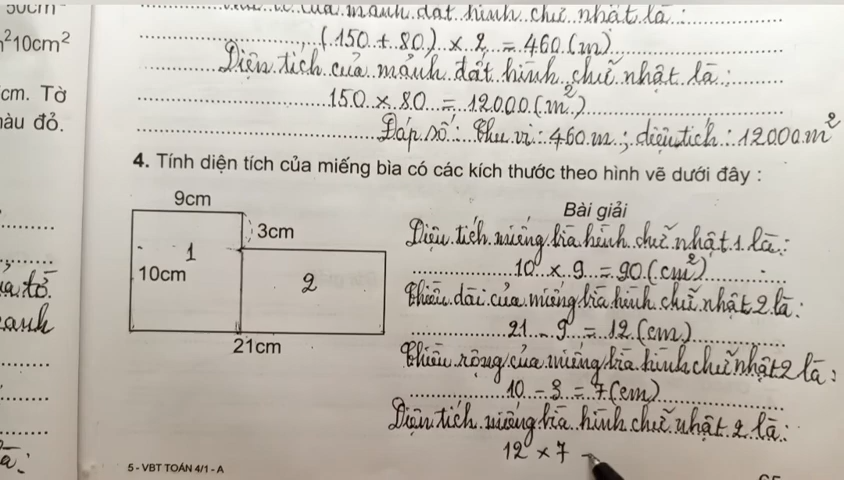 50cm
²10cm²
cm. Tờ
àu đỏ.
của mảnh đất hình chữ nhật là :
(150 + 80) × 2 = 460 (m)
Diện tích của mảnh đất hình chữ nhật là :
150 × 80 = 12000 (m²)
Đáp số : Chu vi : 460 m ; diện tích : 12000 m²
4. Tính diện tích của miếng bìa có các kích thước theo hình vẽ dưới đây :
9cm
3cm
1
10cm
2
21cm
Bài giải
Diện tích miếng bìa hình chữ nhật 1 là :
10 × 9 = 90 (cm²)
Chiều dài của miếng bìa hình chữ nhật 2 là :
21 - 9 = 12 (cm)
Chiều rộng của miếng bìa hình chữ nhật 2 là :
10 - 3 = 7 (cm)
Diện tích miếng bìa hình chữ nhật 2 là :
12 × 7
5 - VBT TOÁN 4/1 - A